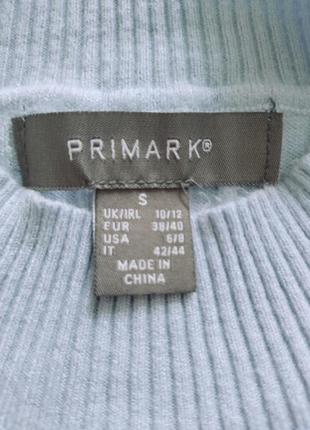 PRIMARK®
S
UK/IRL 10/12
EUR 38/40
USA 6/8
IT 42/44
MADE IN
CHINA